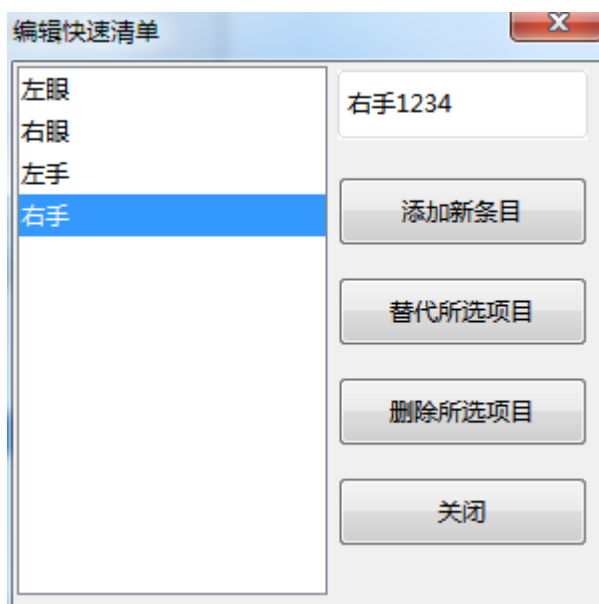 编辑快速清单
左眼
右眼
左手
右手
右手1234
添加新条目
替代所选项目
删除所选项目
关闭